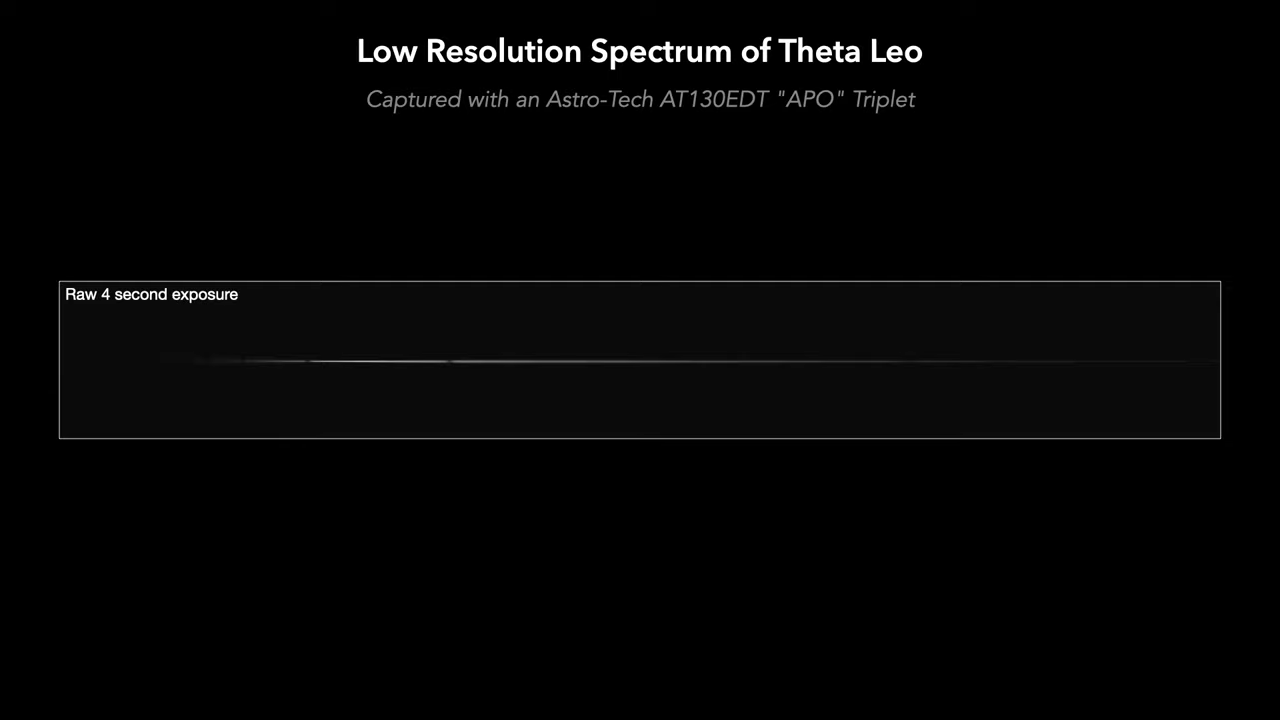 Low Resolution Spectrum of Theta Leo
Captured with an Astro-Tech AT130EDT "APO" Triplet
Raw 4 second exposure